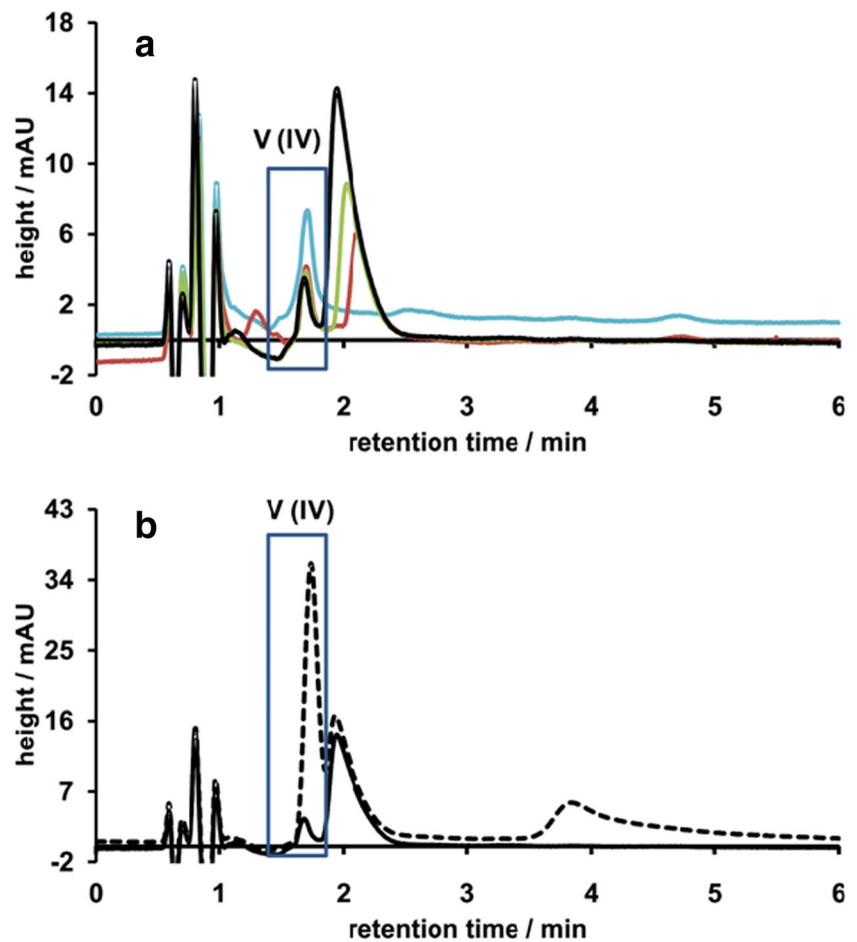 a
18
14
10
6
2
-2
height / mAU
V (IV)
0 1 2 3 4 5 6
retention time / min
b
43
34
25
16
7
-2
height / mAU
V (IV)
0 1 2 3 4 5 6
retention time / min